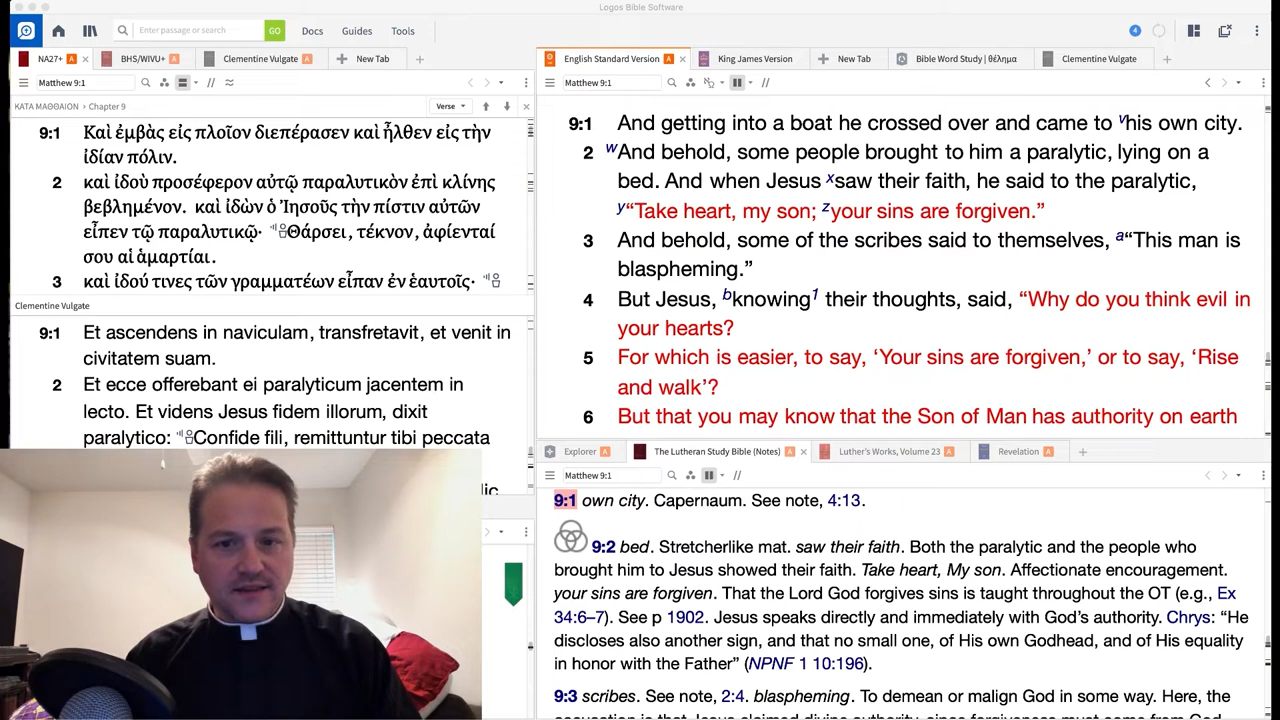 Logos Bible Software
Enter passage or search
GO
Docs
Guides
Tools
4
NA27+ A
BHS/WIVU+ A
Clementine Vulgate A
New Tab
Matthew 9:1
ΚΑΤΑ ΜΑΘΘΑΙΟΝ › Chapter 9
Verse
9:1 Καὶ ἐμβὰς εἰς πλοῖον διεπέρασεν καὶ ἦλθεν εἰς τὴν
ἰδίαν πόλιν.
2 καὶ ἰδοὺ προσέφερον αὐτῷ παραλυτικὸν ἐπὶ κλίνης
βεβλημένον. καὶ ἰδὼν ὁ Ἰησοῦς τὴν πίστιν αὐτῶν
εἶπεν τῷ παραλυτικῷ· Θάρσει, τέκνον, ἀφίενταί
σου αἱ ἁμαρτίαι.
3 καὶ ἰδού τινες τῶν γραμματέων εἶπαν ἐν ἑαυτοῖς·
Clementine Vulgate
9:1 Et ascendens in naviculam, transfretavit, et venit in
civitatem suam.
2 Et ecce offerebant ei paralyticum jacentem in
lecto. Et videns Jesus fidem illorum, dixit
paralytico: Confide fili, remittuntur tibi peccata
English Standard Version A
King James Version
New Tab
Bible Word Study | θέλημα
Clementine Vulgate
Matthew 9:1
9:1 And getting into a boat he crossed over and came to vhis own city.
2 wAnd behold, some people brought to him a paralytic, lying on a
bed. And when Jesus xsaw their faith, he said to the paralytic,
y“Take heart, my son; zyour sins are forgiven.”
3 And behold, some of the scribes said to themselves, a“This man is
blaspheming.”
4 But Jesus, bknowing1 their thoughts, said, “Why do you think evil in
your hearts?
5 For which is easier, to say, ‘Your sins are forgiven,’ or to say, ‘Rise
and walk’?
6 But that you may know that the Son of Man has authority on earth
Explorer A
The Lutheran Study Bible (Notes) A
Luther's Works, Volume 23 A
Revelation A
Matthew 9:1
9:1 own city. Capernaum. See note, 4:13.
9:2 bed. Stretcherlike mat. saw their faith. Both the paralytic and the people who
brought him to Jesus showed their faith. Take heart, My son. Affectionate encouragement.
your sins are forgiven. That the Lord God forgives sins is taught throughout the OT (e.g., Ex
34:6–7). See p 1902. Jesus speaks directly and immediately with God’s authority. Chrys: “He
discloses also another sign, and that no small one, of His own Godhead, and of His equality
in honor with the Father” (NPNF 1 10:196).
9:3 scribes. See note, 2:4. blaspheming. To demean or malign God in some way. Here, the